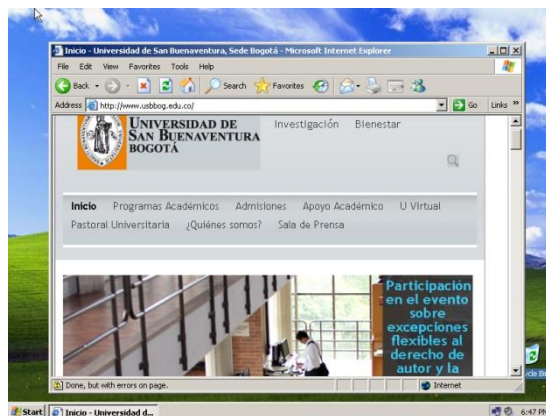 Inicio - Universidad de San Buenaventura, Sede Bogotá - Microsoft Internet Explorer
File Edit View Favorites Tools Help
Back Search Favorites
Address http://www.usbbog.edu.co/ Go Links »
UNIVERSIDAD DE
SAN BUENAVENTURA
BOGOTÁ
Investigación Bienestar
Inicio Programas Académicos Admisiones Apoyo Académico U Virtual
Pastoral Universitaria ¿Quiénes somos? Sala de Prensa
Participación
en el evento
sobre
excepciones
flexibles al
derecho de
autor y la
Done, but with errors on page. Internet
Start Inicio - Universidad d... 6:47 PM